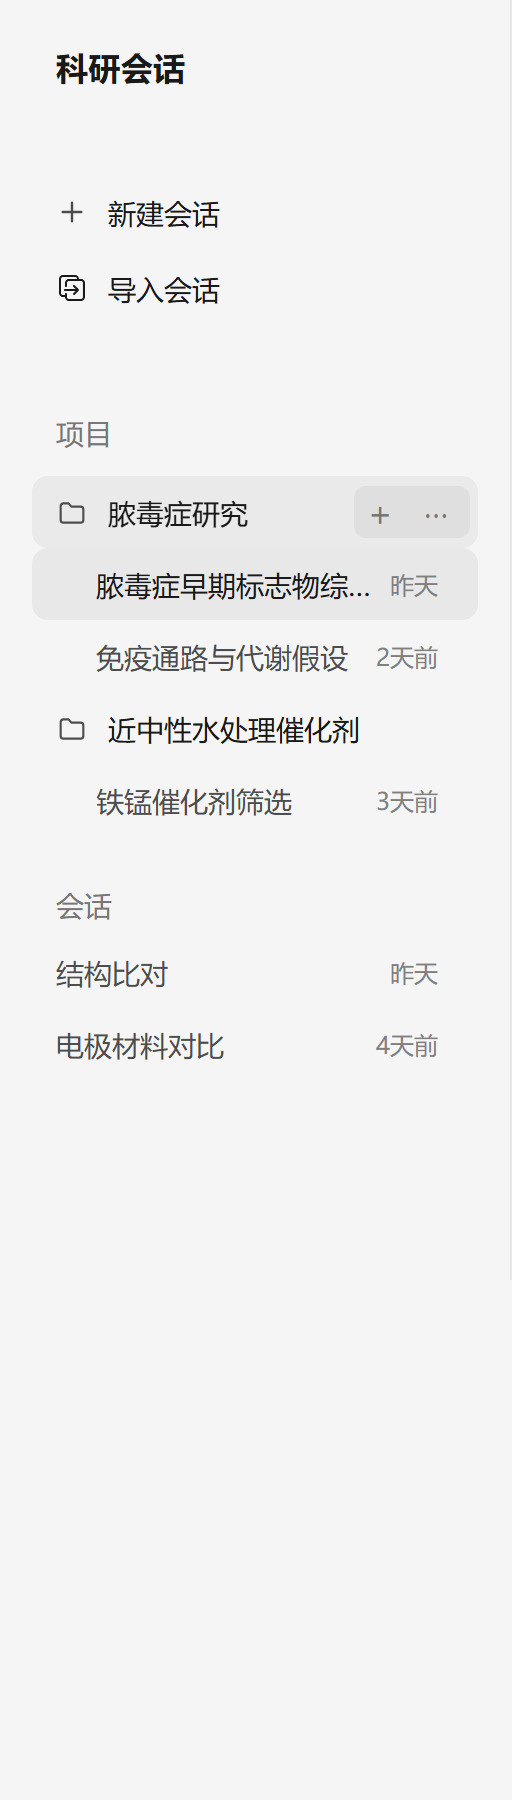 科研会话
新建会话
导入会话
项目
脓毒症研究 + ···
脓毒症早期标志物综... 昨天
免疫通路与代谢假设 2天前
近中性水处理催化剂
铁锰催化剂筛选 3天前
会话
结构比对 昨天
电极材料对比 4天前